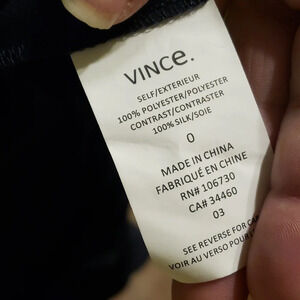 VINCE.
SELF/EXTERIEUR
100% POLYESTER/POLYESTER
CONTRAST/CONTRASTER
100% SILK/SOIE
0
MADE IN CHINA
FABRIQUÉ EN CHINE
RN# 106730
CA# 34460
03
SEE REVERSE FOR CARE
VOIR AU VERSO POUR